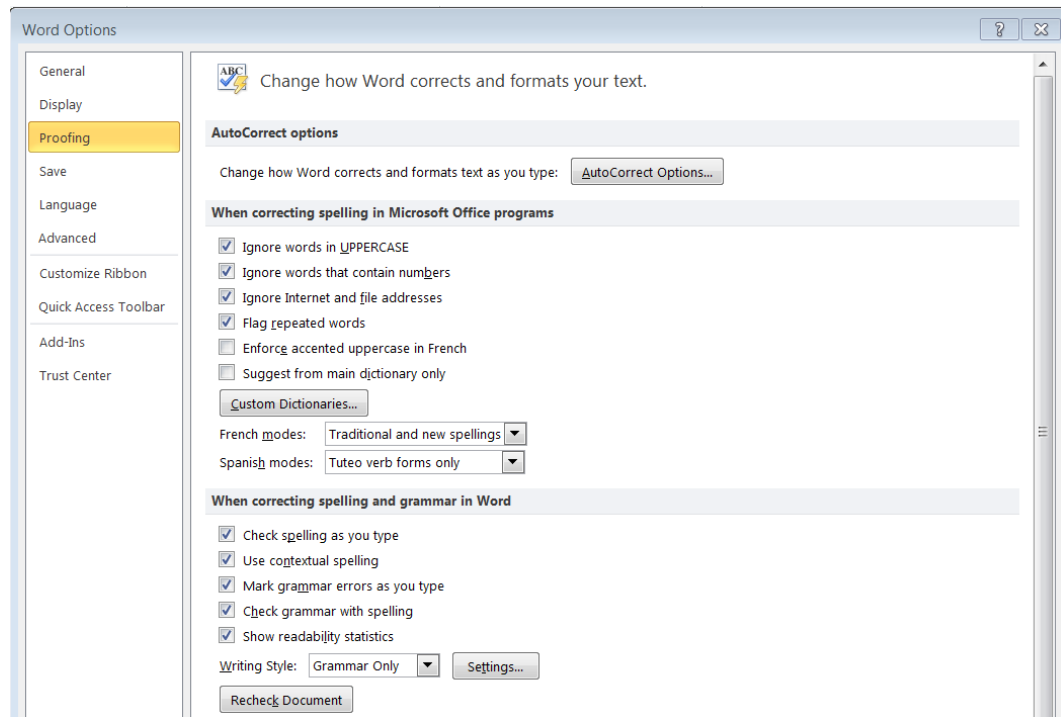 Word Options
General
Display
Proofing
Save
Language
Advanced
Customize Ribbon
Quick Access Toolbar
Add-Ins
Trust Center
ABC
Change how Word corrects and formats your text.
AutoCorrect options
Change how Word corrects and formats text as you type: AutoCorrect Options...
When correcting spelling in Microsoft Office programs
Ignore words in UPPERCASE
Ignore words that contain numbers
Ignore Internet and file addresses
Flag repeated words
Enforce accented uppercase in French
Suggest from main dictionary only
Custom Dictionaries...
French modes: Traditional and new spellings
Spanish modes: Tuteo verb forms only
When correcting spelling and grammar in Word
Check spelling as you type
Use contextual spelling
Mark grammar errors as you type
Check grammar with spelling
Show readability statistics
Writing Style: Grammar Only Settings...
Recheck Document